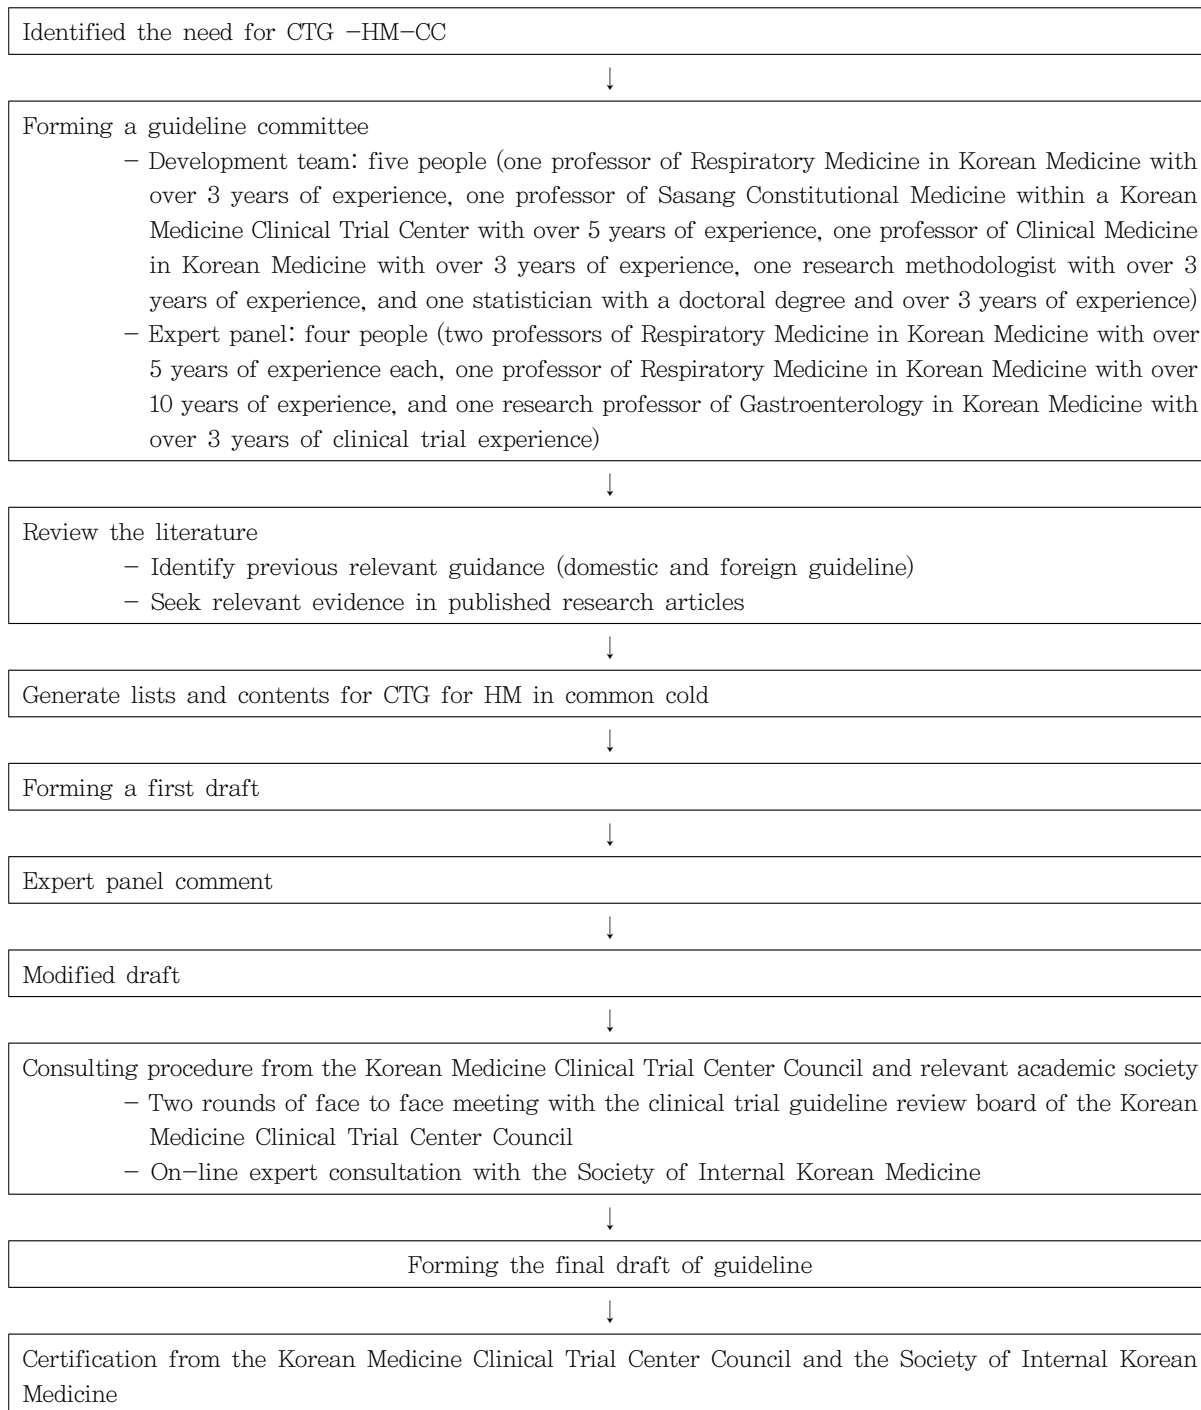 Identified the need for CTG -HM-CC
↓
Forming a guideline committee
- Development team: five people (one professor of Respiratory Medicine in Korean Medicine with
over 3 years of experience, one professor of Sasang Constitutional Medicine within a Korean
Medicine Clinical Trial Center with over 5 years of experience, one professor of Clinical Medicine
in Korean Medicine with over 3 years of experience, one research methodologist with over 3
years of experience, and one statistician with a doctoral degree and over 3 years of experience)
- Expert panel: four people (two professors of Respiratory Medicine in Korean Medicine with over
5 years of experience each, one professor of Respiratory Medicine in Korean Medicine with over
10 years of experience, and one research professor of Gastroenterology in Korean Medicine with
over 3 years of clinical trial experience)
↓
Review the literature
- Identify previous relevant guidance (domestic and foreign guideline)
- Seek relevant evidence in published research articles
↓
Generate lists and contents for CTG for HM in common cold
↓
Forming a first draft
↓
Expert panel comment
↓
Modified draft
↓
Consulting procedure from the Korean Medicine Clinical Trial Center Council and relevant academic society
- Two rounds of face to face meeting with the clinical trial guideline review board of the Korean
Medicine Clinical Trial Center Council
- On-line expert consultation with the Society of Internal Korean Medicine
↓
Forming the final draft of guideline
↓
Certification from the Korean Medicine Clinical Trial Center Council and the Society of Internal Korean
Medicine